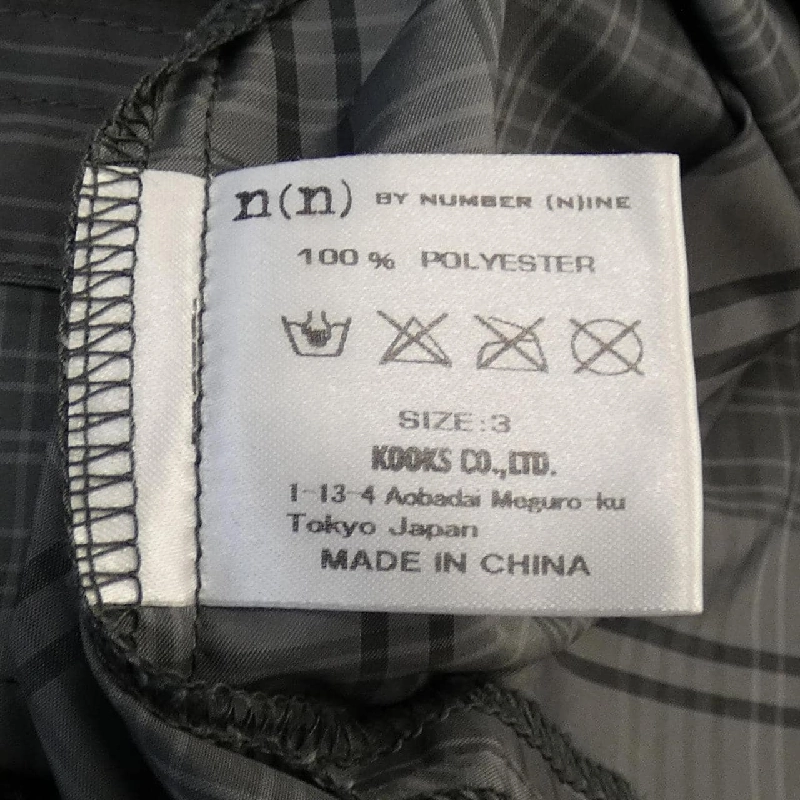 n(n) BY NUMBER (N)INE
100 % POLYESTER
SIZE:3
KOOKS CO.,LTD.
1-13-4 Aobadai Meguro-ku
Tokyo Japan
MADE IN CHINA